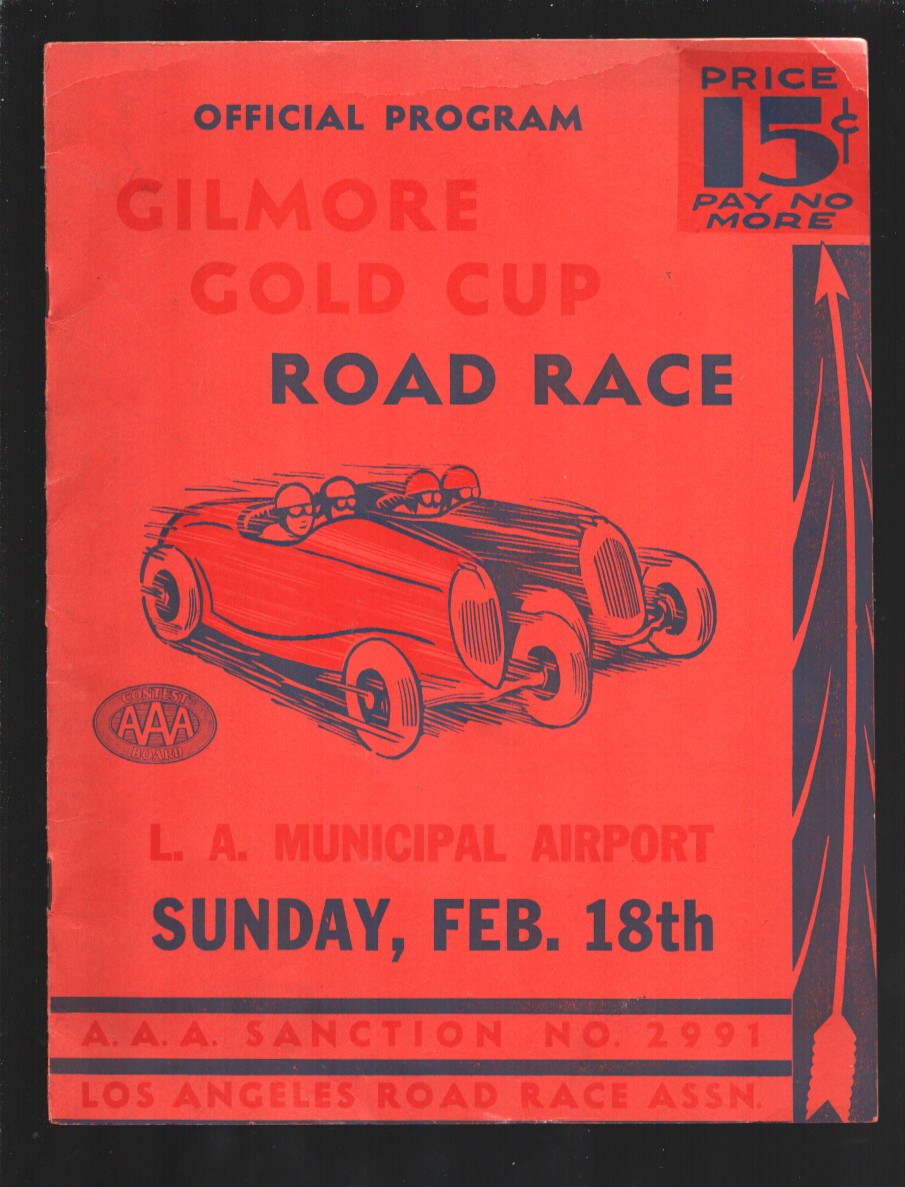 OFFICIAL PROGRAM
PRICE
15¢
PAY NO
MORE
GILMORE
GOLD CUP
ROAD RACE
CONTEST
AAA
BOARD
L. A. MUNICIPAL AIRPORT
SUNDAY, FEB. 18th
A. A. A. SANCTION NO. 2991
LOS ANGELES ROAD RACE ASSN.